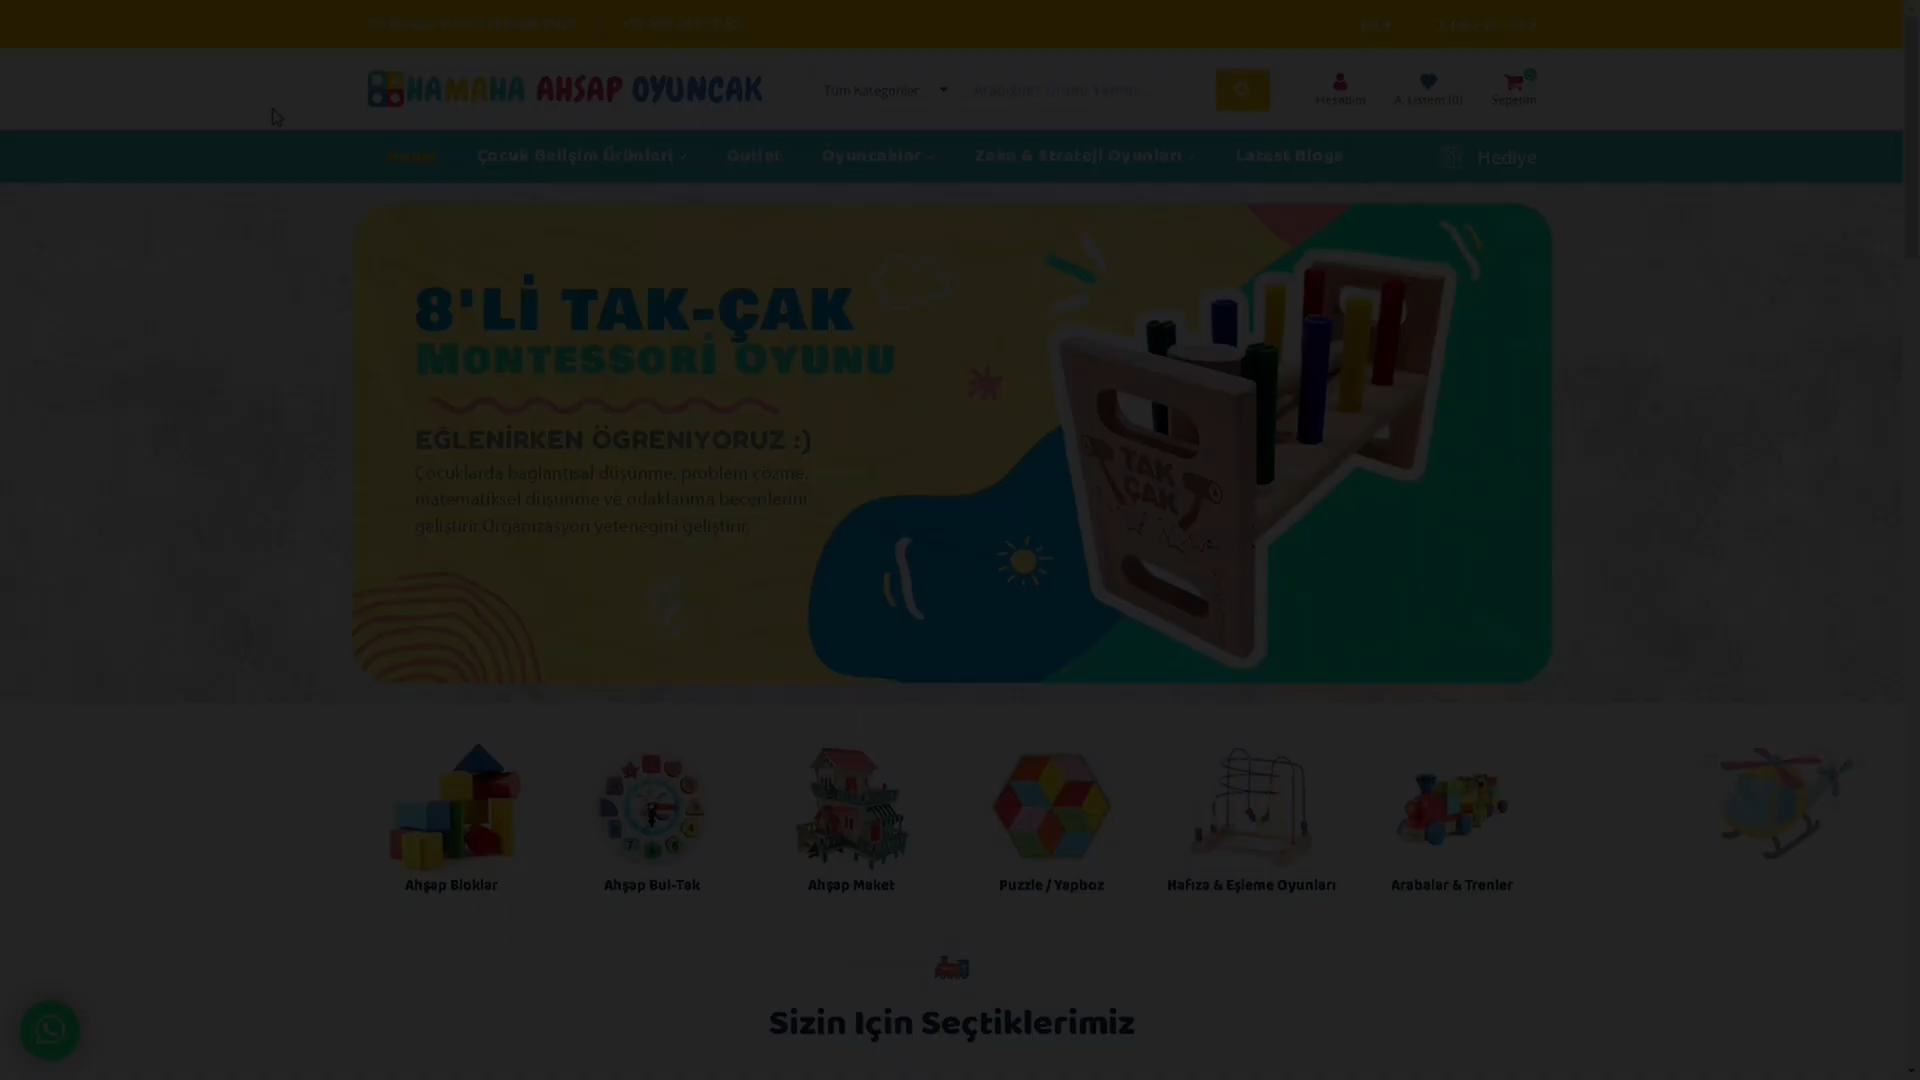 HAMAHA AHŞAP OYUNCAK
Tüm Kategoriler
Hesabım
A. Listem (0)
Sepetim
Home
Çocuk Gelişim Ürünleri
Outlet
Oyuncaklar
Zeka & Strateji Oyunları
Latest Blogs
Hediye
8'Lİ TAK-ÇAK
MONTESSORİ OYUNU
EĞLENİRKEN ÖGRENIYORUZ :)
Çocuklarda bağlantısal düşünme, problem çözme,
matematiksel düşünme ve odaklanma becerilerini
geliştirir.Organizasyon yeteneğini geliştirir.
TAK
ÇAK
Ahşap Bloklar
Ahşap Bul-Tak
Ahşap Maket
Puzzle / Yapboz
Hafıza & Eşleme Oyunları
Arabalar & Trenler
Sizin Için Seçtiklerimiz